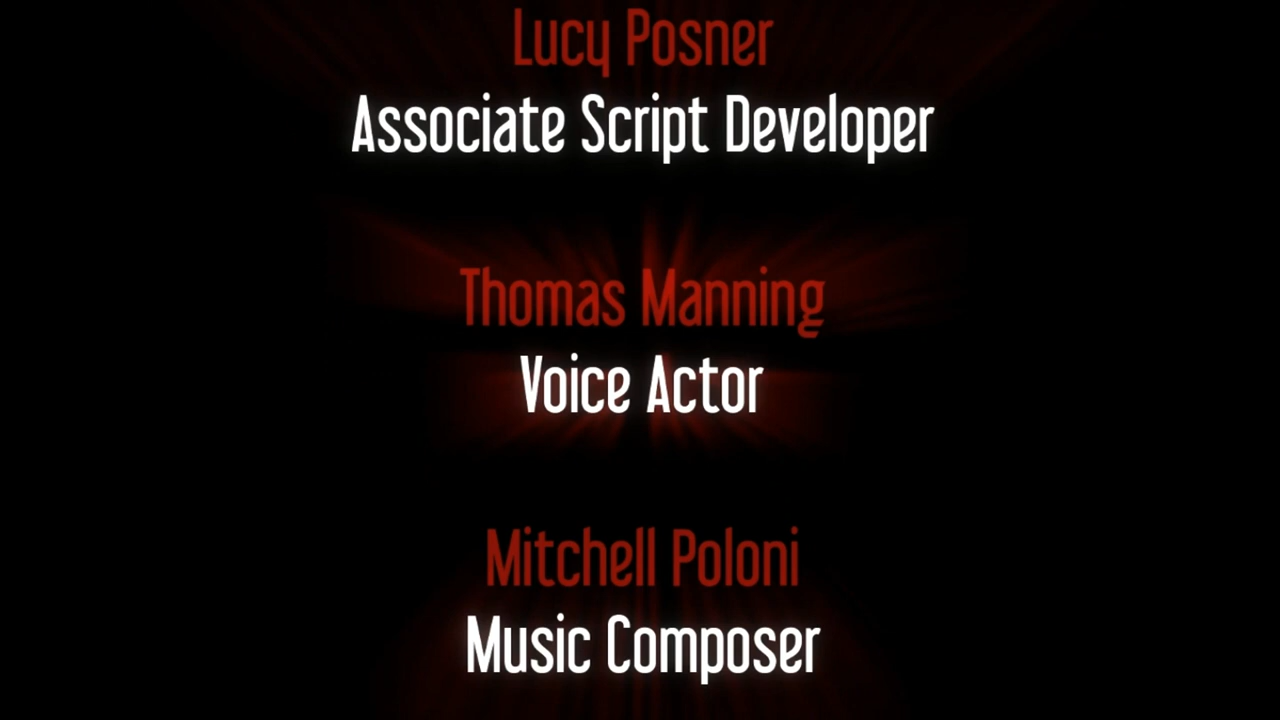 Lucy Posner
Associate Script Developer
Thomas Manning
Voice Actor
Mitchell Poloni
Music Composer